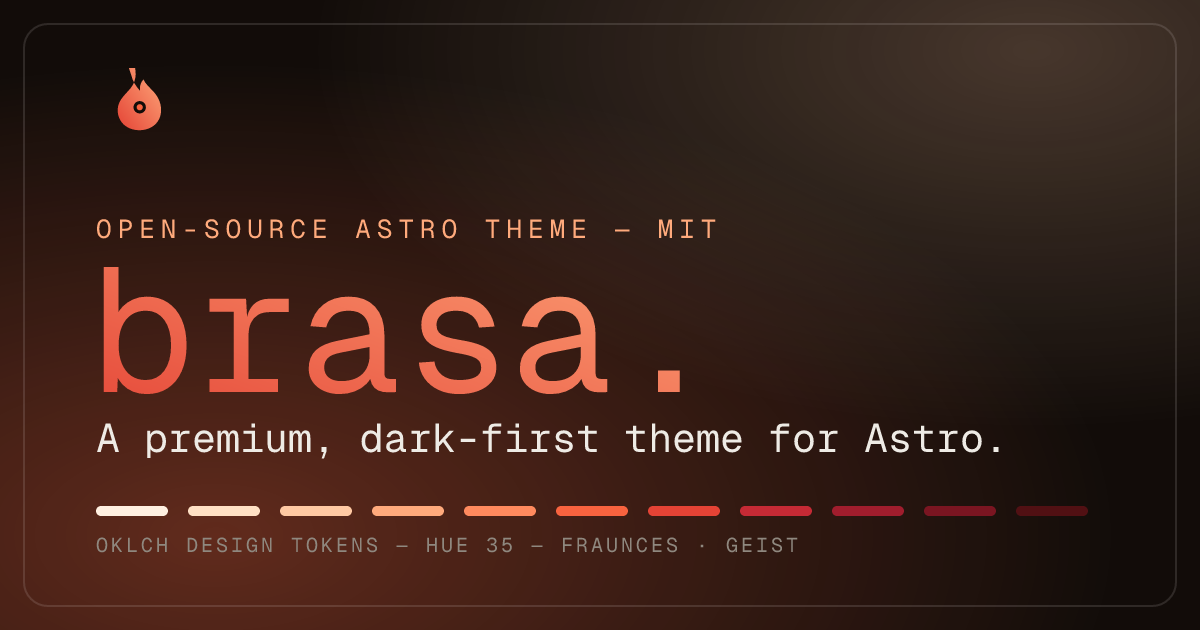 OPEN-SOURCE ASTRO THEME — MIT
brasa.
A premium, dark-first theme for Astro.
OKLCH DESIGN TOKENS — HUE 35 — FRAUNCES · GEIST